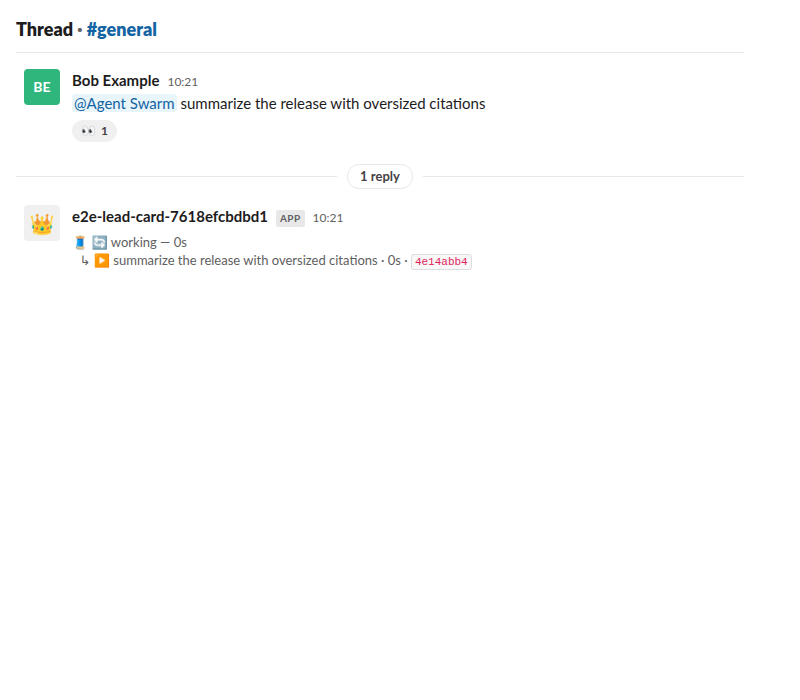 Thread • #general
BE
Bob Example 10:21
@Agent Swarm summarize the release with oversized citations
👀 1
1 reply
e2e-lead-card-7618efcbdbd1 APP 10:21
🧵 🔄 working — 0s
↳ ▶️ summarize the release with oversized citations · 0s · 4e14abb4